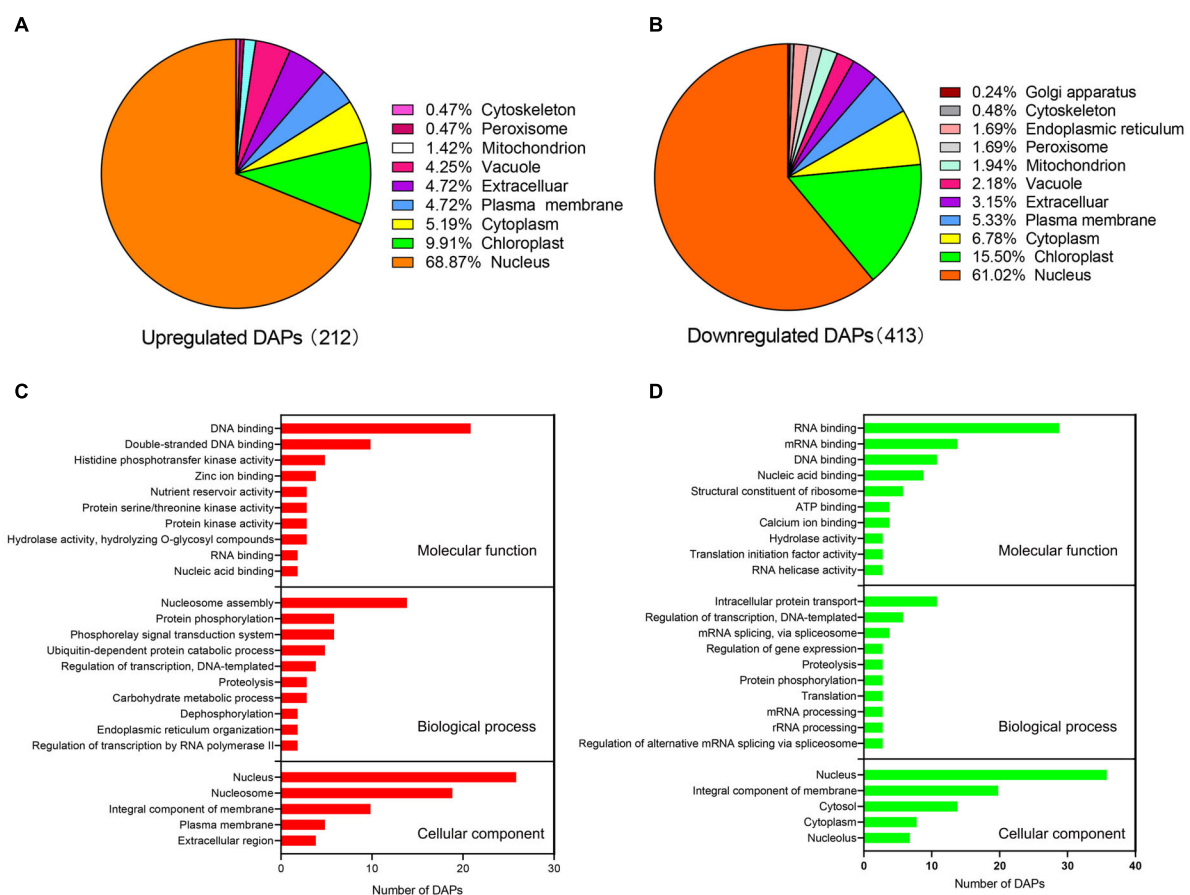 A
0.47% Cytoskeleton
0.47% Peroxisome
1.42% Mitochondrion
4.25% Vacuole
4.72% Extracelluar
4.72% Plasma membrane
5.19% Cytoplasm
9.91% Chloroplast
68.87% Nucleus
Upregulated DAPs (212)
B
0.24% Golgi apparatus
0.48% Cytoskeleton
1.69% Endoplasmic reticulum
1.69% Peroxisome
1.94% Mitochondrion
2.18% Vacuole
3.15% Extracelluar
5.33% Plasma membrane
6.78% Cytoplasm
15.50% Chloroplast
61.02% Nucleus
Downregulated DAPs (413)
C
DNA binding
Double-stranded DNA binding
Histidine phosphotransfer kinase activity
Zinc ion binding
Nutrient reservoir activity
Protein serine/threonine kinase activity
Protein kinase activity
Hydrolase activity, hydrolyzing O-glycosyl compounds
RNA binding
Nucleic acid binding
Molecular function
Nucleosome assembly
Protein phosphorylation
Phosphorelay signal transduction system
Ubiquitin-dependent protein catabolic process
Regulation of transcription, DNA-templated
Proteolysis
Carbohydrate metabolic process
Dephosphorylation
Endoplasmic reticulum organization
Regulation of transcription by RNA polymerase II
Biological process
Nucleus
Nucleosome
Integral component of membrane
Plasma membrane
Extracellular region
Cellular component
0 10 20 30
Number of DAPs
D
RNA binding
mRNA binding
DNA binding
Nucleic acid binding
Structural constituent of ribosome
ATP binding
Calcium ion binding
Hydrolase activity
Translation initiation factor activity
RNA helicase activity
Molecular function
Intracellular protein transport
Regulation of transcription, DNA-templated
mRNA splicing, via spliceosome
Regulation of gene expression
Proteolysis
Protein phosphorylation
Translation
mRNA processing
rRNA processing
Regulation of alternative mRNA splicing via spliceosome
Biological process
Nucleus
Integral component of membrane
Cytosol
Cytoplasm
Nucleolus
Cellular component
0 10 20 30 40
Number of DAPs